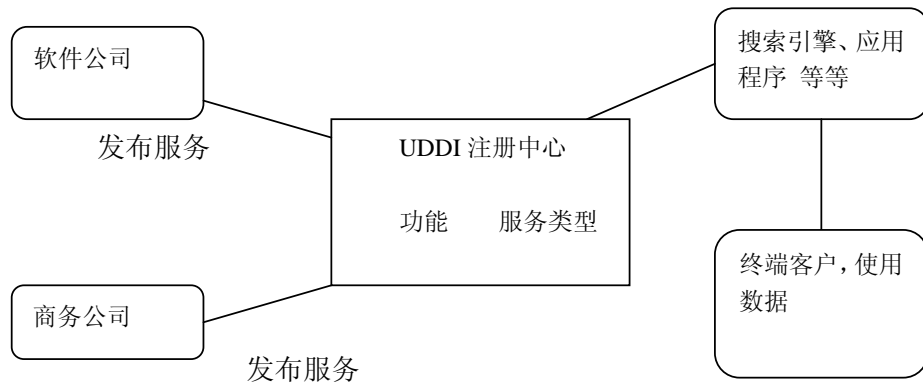 软件公司
发布服务
UDDI 注册中心
功能 服务类型
商务公司
发布服务
搜索引擎、应用
程序 等等
终端客户，使用
数据